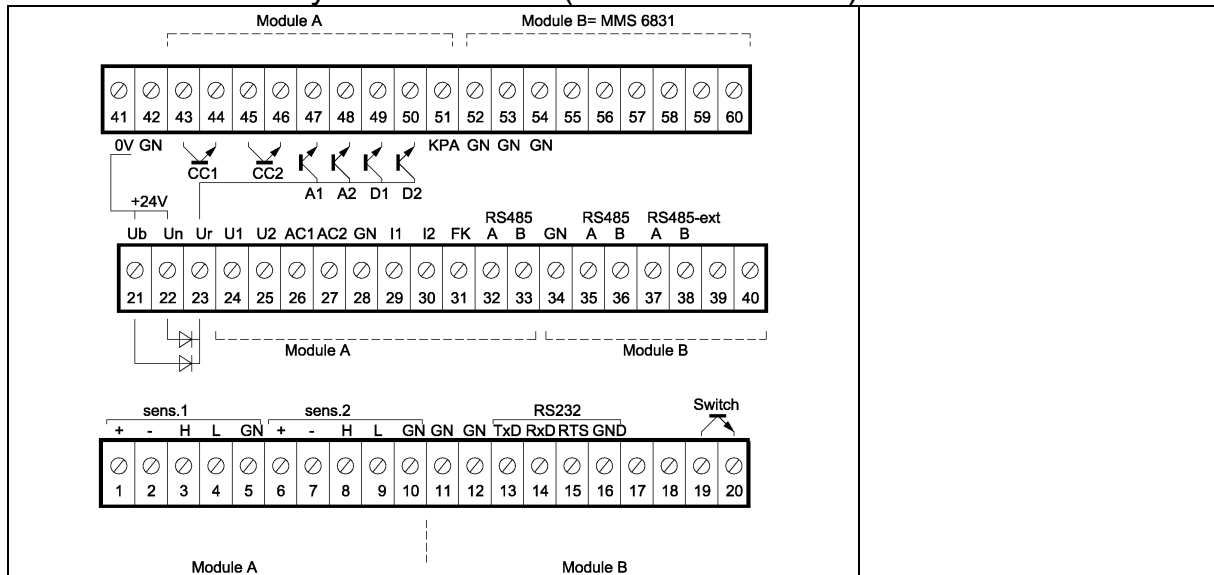 Module A Module B= MMS 6831
41 42 43 44 45 46 47 48 49 50 51 52 53 54 55 56 57 58 59 60
0V GN KPA GN GN GN
CC1 CC2
A1 A2 D1 D2
+24V
RS485 RS485 RS485-ext
Ub Un Ur U1 U2 AC1 AC2 GN I1 I2 FK A B GN A B A B
21 22 23 24 25 26 27 28 29 30 31 32 33 34 35 36 37 38 39 40
Module A Module B
sens.1 sens.2 RS232 Switch
+ - H L GN + - H L GN GN GN TxD RxD RTS GND
1 2 3 4 5 6 7 8 9 10 11 12 13 14 15 16 17 18 19 20
Module A Module B